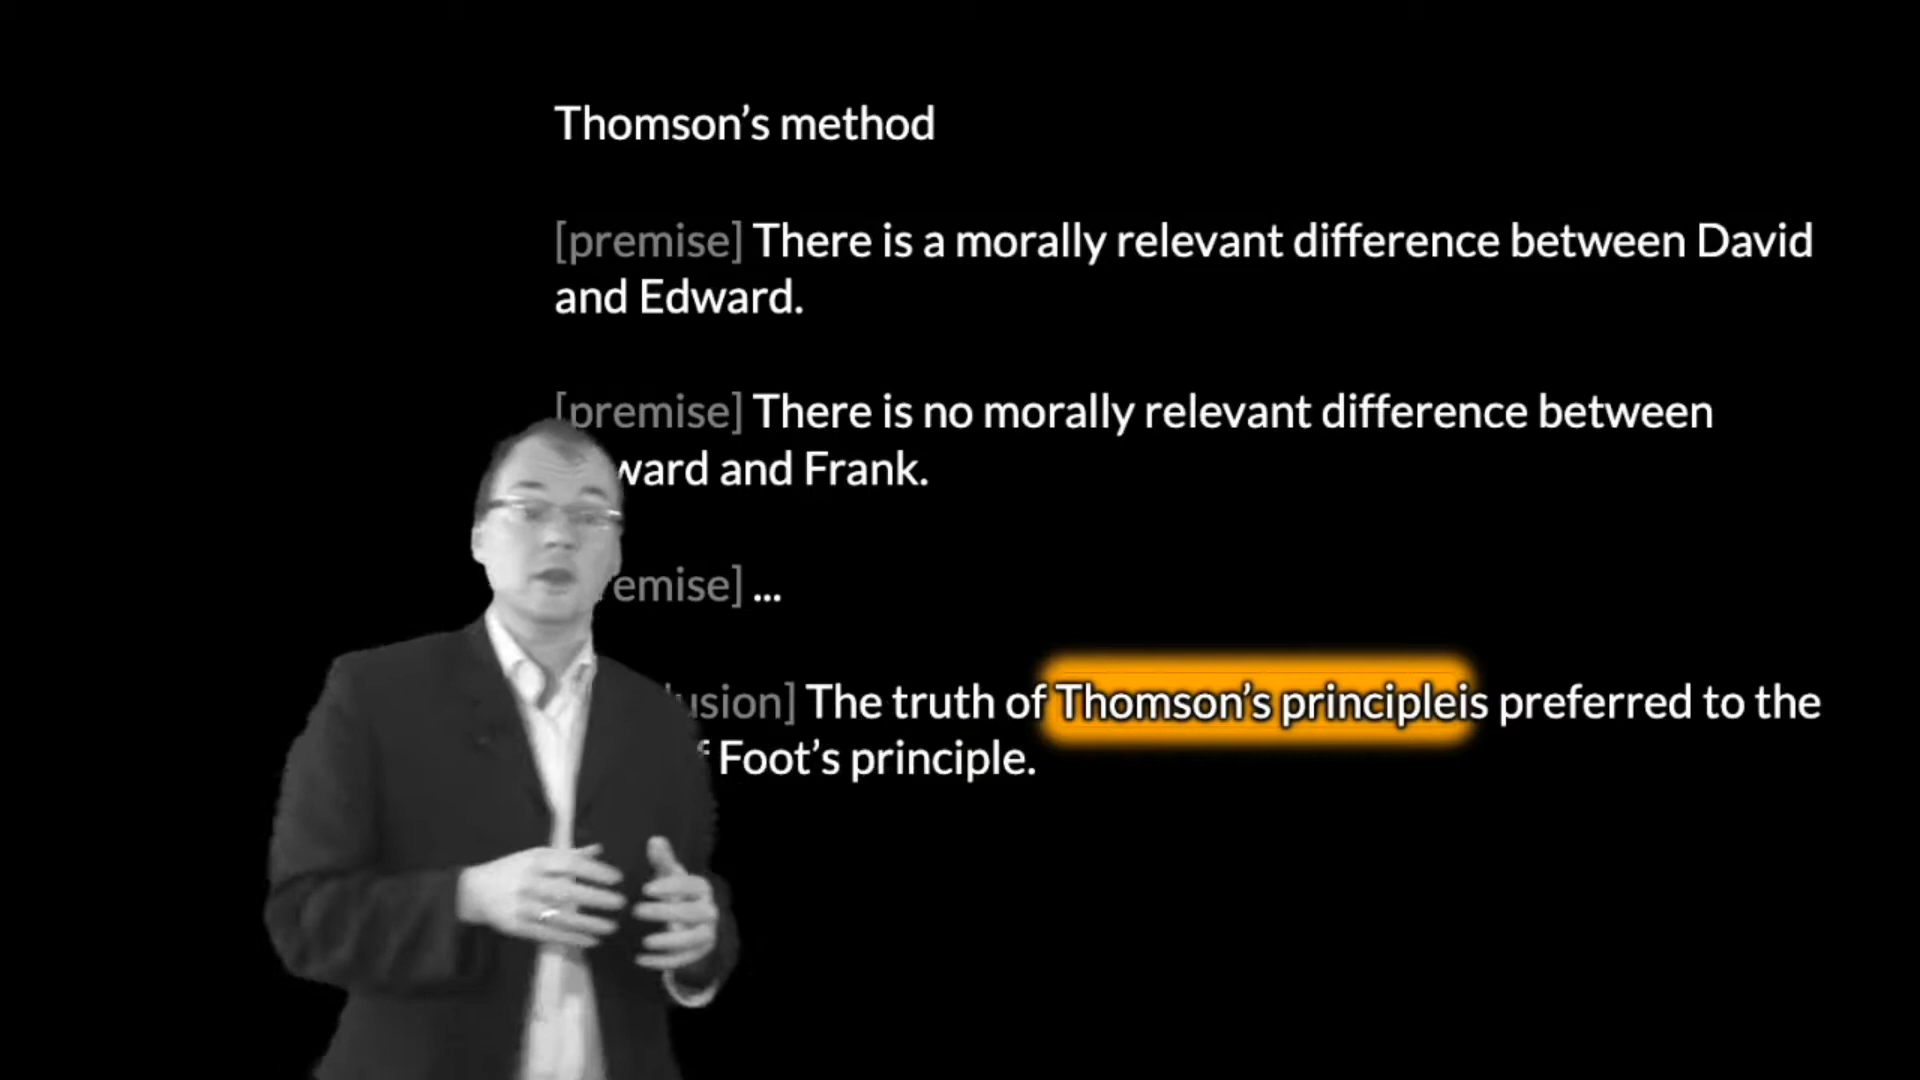 Thomson’s method
[premise] There is a morally relevant difference between David
and Edward.
[premise] There is no morally relevant difference between
ward and Frank.
emise] ...
usion] The truth of Thomson’s principleis preferred to the
Foot’s principle.